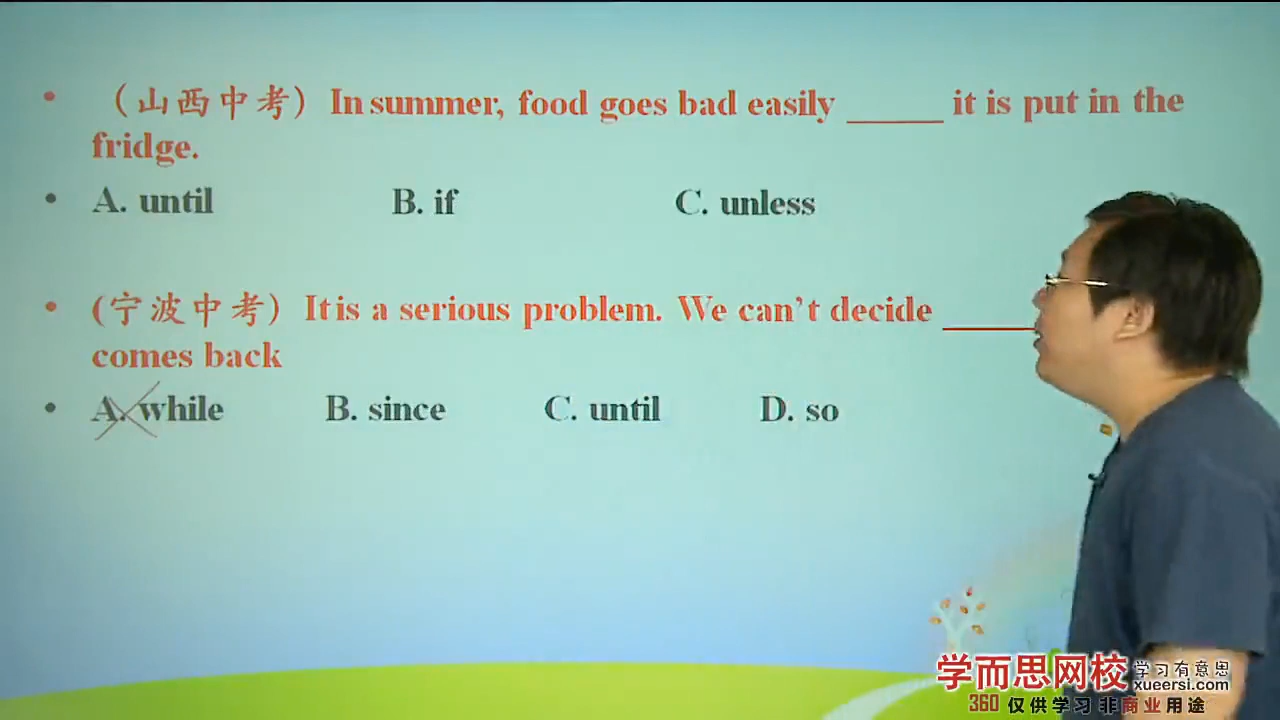 • （山西中考）In summer, food goes bad easily _____ it is put in the
fridge.
• A. until B. if C. unless
• (宁波中考）It is a serious problem. We can’t decide _____
comes back
• A. while B. since C. until D. so
学而思网校 学习有意思
xueersi.com
360 仅供学习 非商业用途